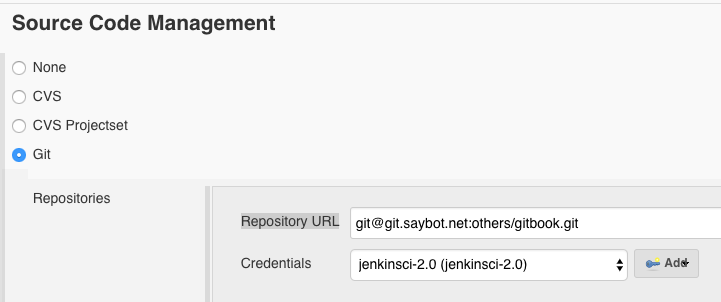 Source Code Management
None
CVS
CVS Projectset
Git
Repositories
Repository URL git@git.saybot.net:others/gitbook.git
Credentials jenkinsci-2.0 (jenkinsci-2.0) Add